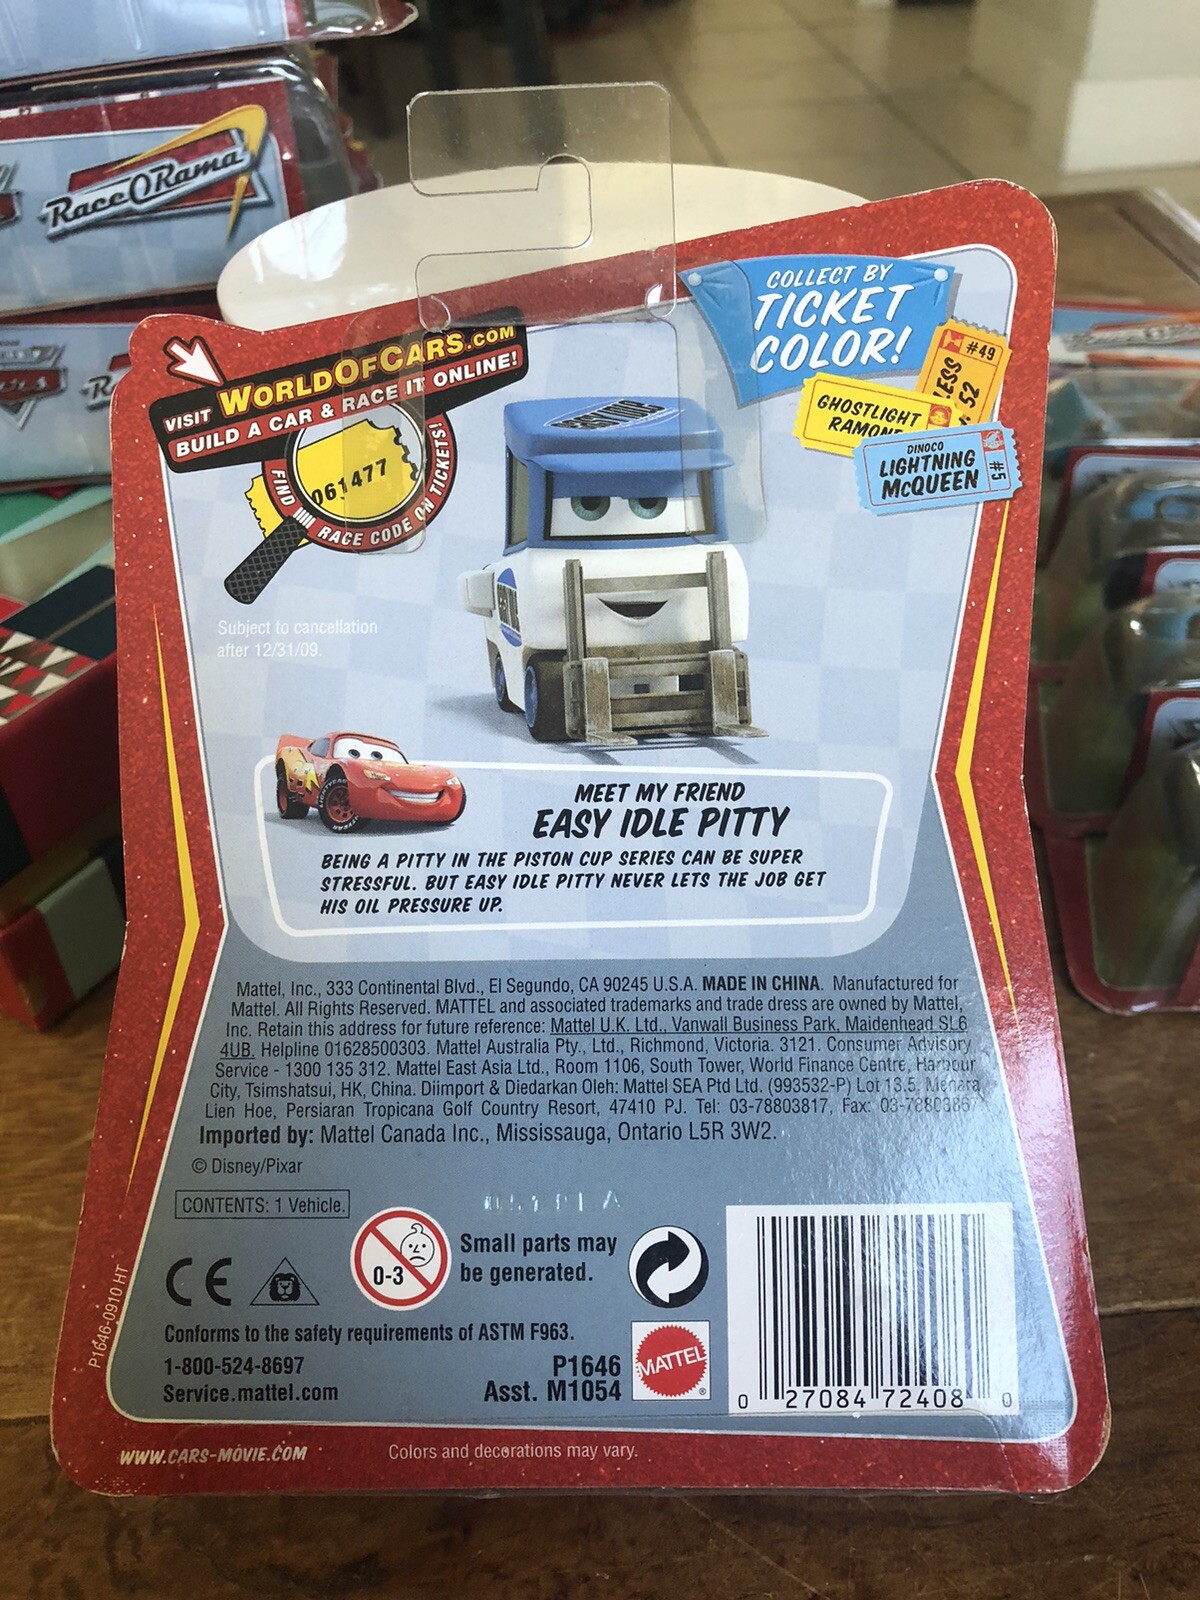 Race O Rama
COLLECT BY
TICKET
COLOR!
#49
LESS
52
GHOSTLIGHT
RAMONE
DINOCO
LIGHTNING
McQUEEN
#5
VISIT WORLDOFCARS.COM
BUILD A CAR & RACE IT ONLINE!
061477
FIND RACE CODE ON TICKETS!
Subject to cancellation
after 12/31/09.
MEET MY FRIEND
EASY IDLE PITTY
BEING A PITTY IN THE PISTON CUP SERIES CAN BE SUPER
STRESSFUL. BUT EASY IDLE PITTY NEVER LETS THE JOB GET
HIS OIL PRESSURE UP.
Mattel, Inc., 333 Continental Blvd., El Segundo, CA 90245 U.S.A. MADE IN CHINA. Manufactured for
Mattel. All Rights Reserved. MATTEL and associated trademarks and trade dress are owned by Mattel,
Inc. Retain this address for future reference: Mattel U.K. Ltd., Vanwall Business Park, Maidenhead SL6
4UB. Helpline 01628500303. Mattel Australia Pty., Ltd., Richmond, Victoria. 3121. Consumer Advisory
Service - 1300 135 312. Mattel East Asia Ltd., Room 1106, South Tower, World Finance Centre, Harbour
City, Tsimshatsui, HK, China. Diimport & Diedarkan Oleh: Mattel SEA Ptd Ltd. (993532-P) Lot 13.5, Menara
Lien Hoe, Persiaran Tropicana Golf Country Resort, 47410 PJ. Tel: 03-78803817, Fax: 03-78803867
Imported by: Mattel Canada Inc., Mississauga, Ontario L5R 3W2.
© Disney/Pixar
CONTENTS: 1 Vehicle.
CE
0-3
Small parts may
be generated.
Conforms to the safety requirements of ASTM F963.
1-800-524-8697
Service.mattel.com
P1646
Asst. M1054
MATTEL
®
0 27084 72408 0
P1646-0910 HT
WWW.CARS-MOVIE.COM
Colors and decorations may vary.